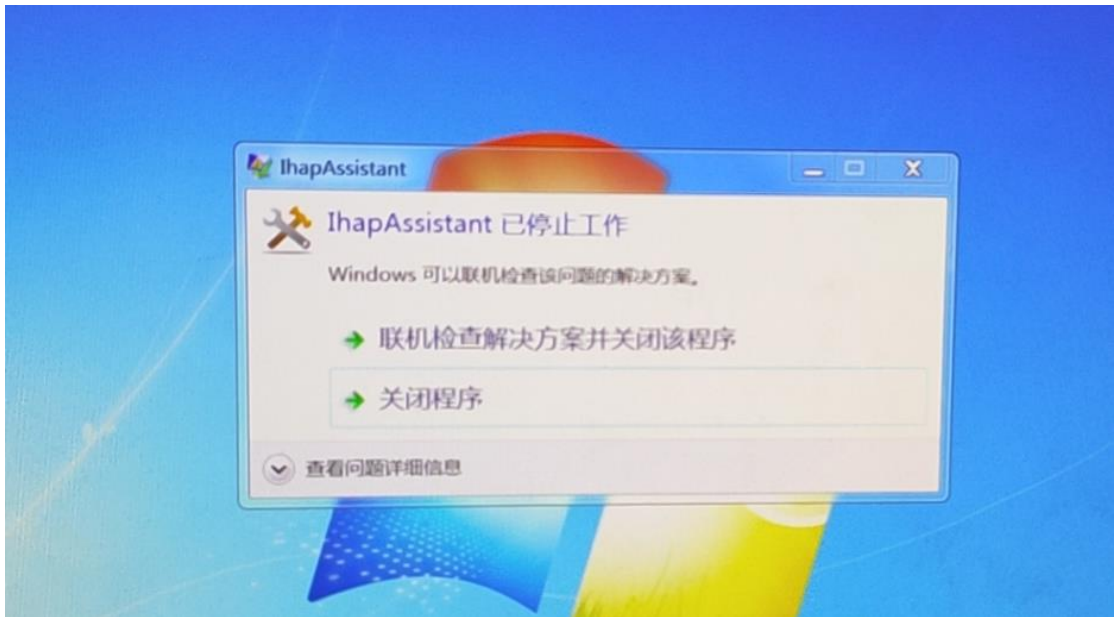 IhapAssistant
IhapAssistant 已停止工作
Windows 可以联机检查该问题的解决方案。
联机检查解决方案并关闭该程序
关闭程序
查看问题详细信息